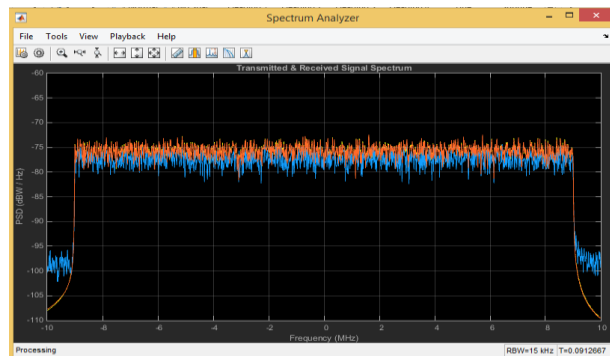 Spectrum Analyzer
File Tools View Playback Help
Transmitted & Received Signal Spectrum
PSD (dBW / Hz)
-60
-65
-70
-75
-80
-85
-90
-95
-100
-105
-110
-10 -8 -6 -4 -2 0 2 4 6 8 10
Frequency (MHz)
Processing RBW=15 kHz T=0.0912667